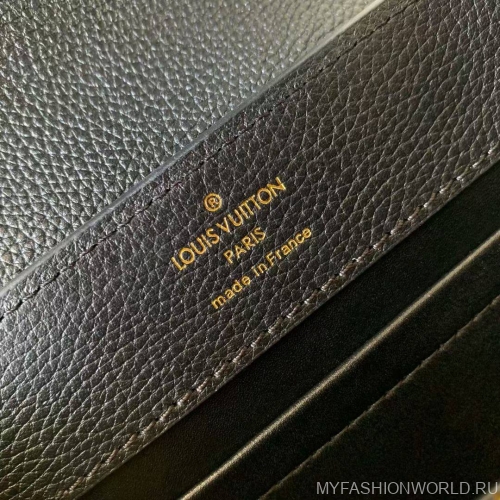 ®
LOUIS VUITTON
PARIS
made in France
MYFASHIONWORLD.RU